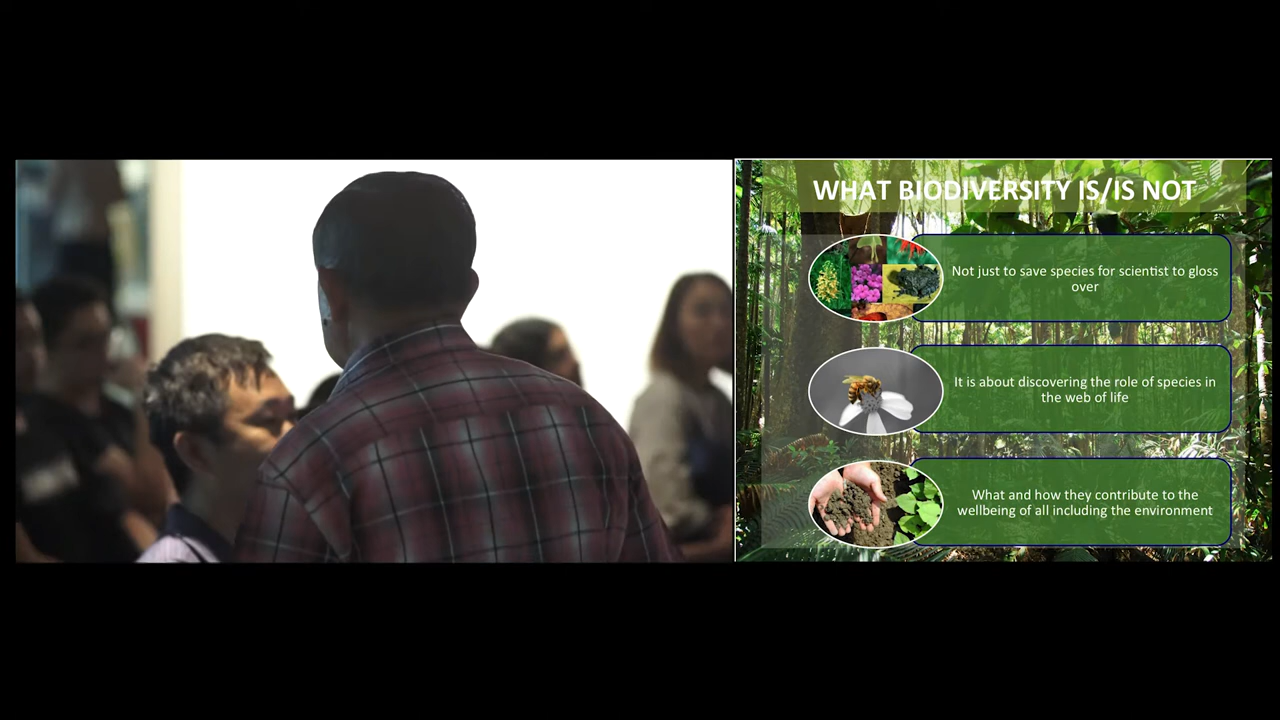 WHAT BIODIVERSITY IS/IS NOT
Not just to save species for scientist to gloss
over
It is about discovering the role of species in
the web of life
What and how they contribute to the
wellbeing of all including the environment